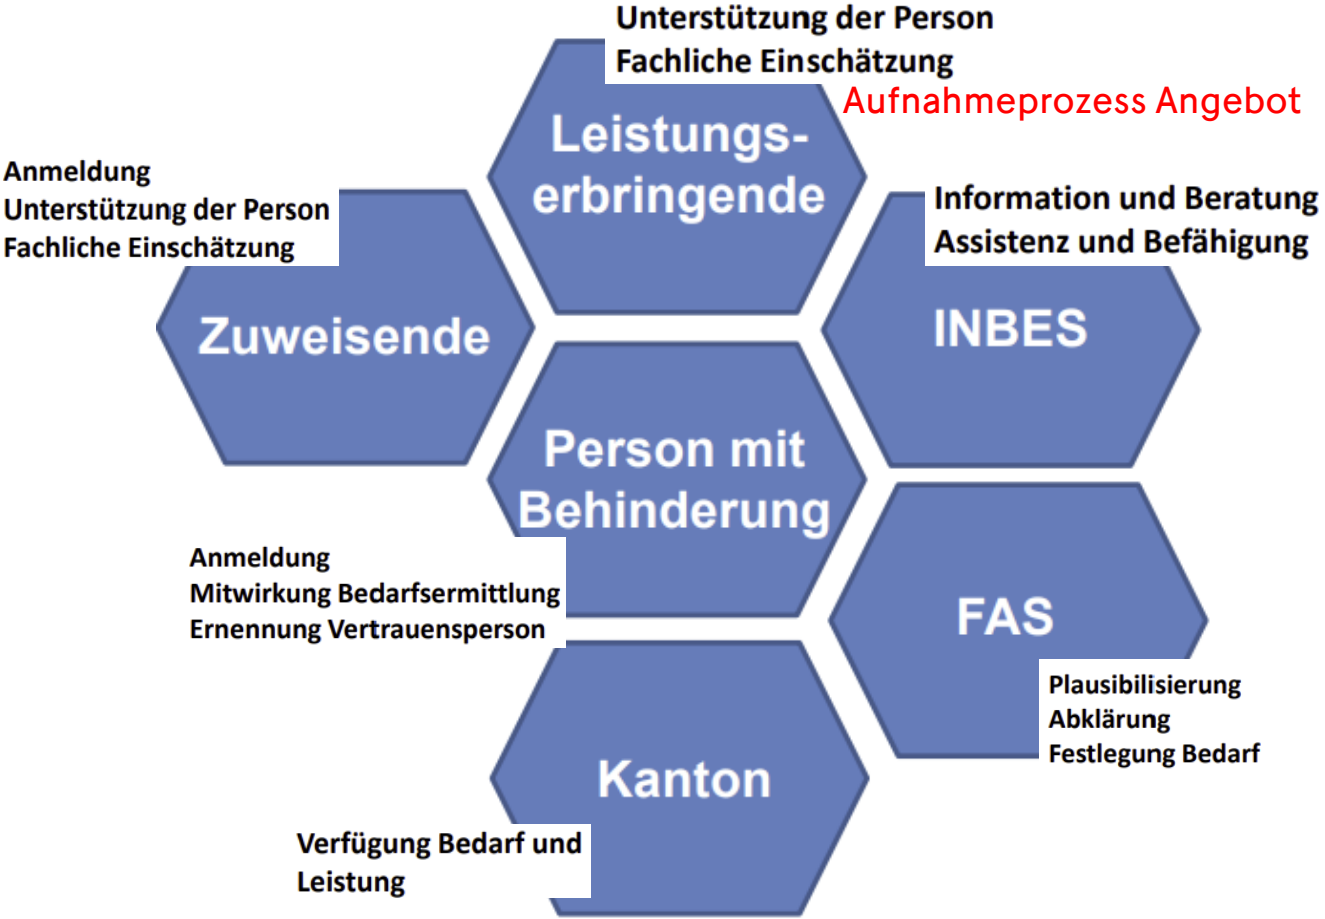 Unterstützung der Person
Fachliche Einschätzung
Aufnahmeprozess Angebot
Leistungs-
erbringende
Anmeldung
Unterstützung der Person
Fachliche Einschätzung
Zuweisende
Information und Beratung
Assistenz und Befähigung
INBES
Person mit
Behinderung
Anmeldung
Mitwirkung Bedarfsermittlung
Ernennung Vertrauensperson
FAS
Plausibilisierung
Abklärung
Festlegung Bedarf
Kanton
Verfügung Bedarf und
Leistung